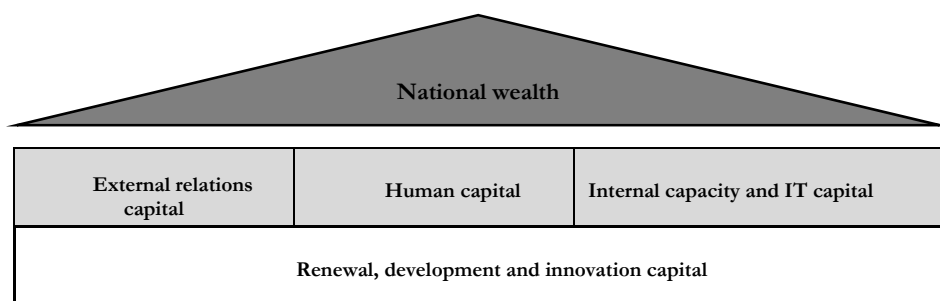 National wealth
External relations
capital
Human capital
Internal capacity and IT capital
Renewal, development and innovation capital